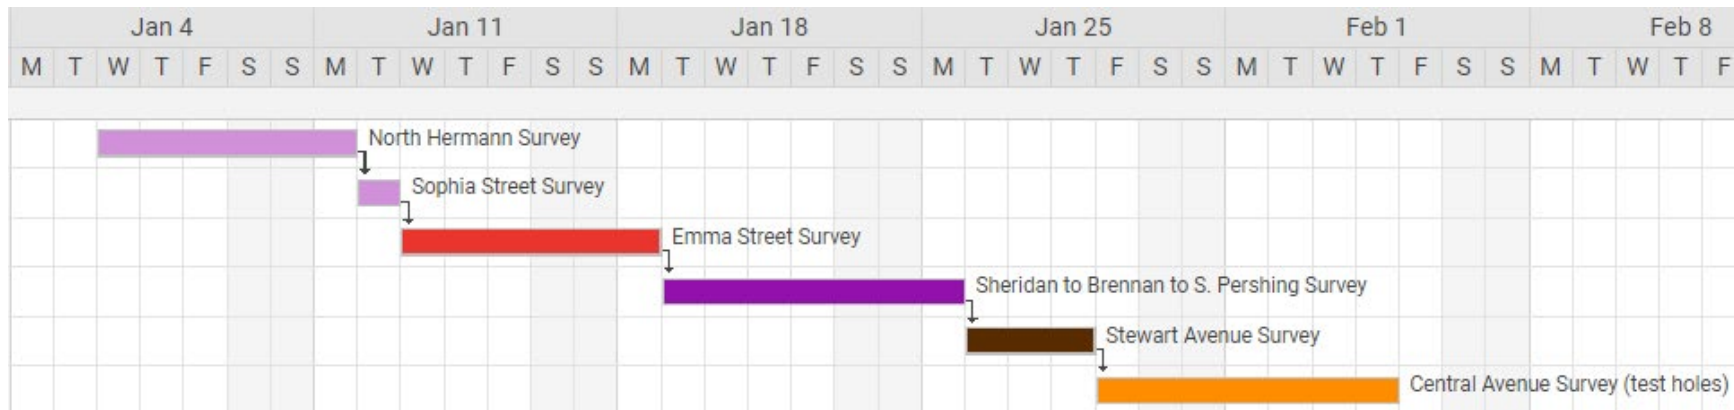 Jan 4 Jan 11 Jan 18 Jan 25 Feb 1 Feb 8
M T W T F S S M T W T F S S M T W T F S S M T W T F S S M T W T F S S M T W T F
North Hermann Survey
Sophia Street Survey
Emma Street Survey
Sheridan to Brennan to S. Pershing Survey
Stewart Avenue Survey
Central Avenue Survey (test holes)